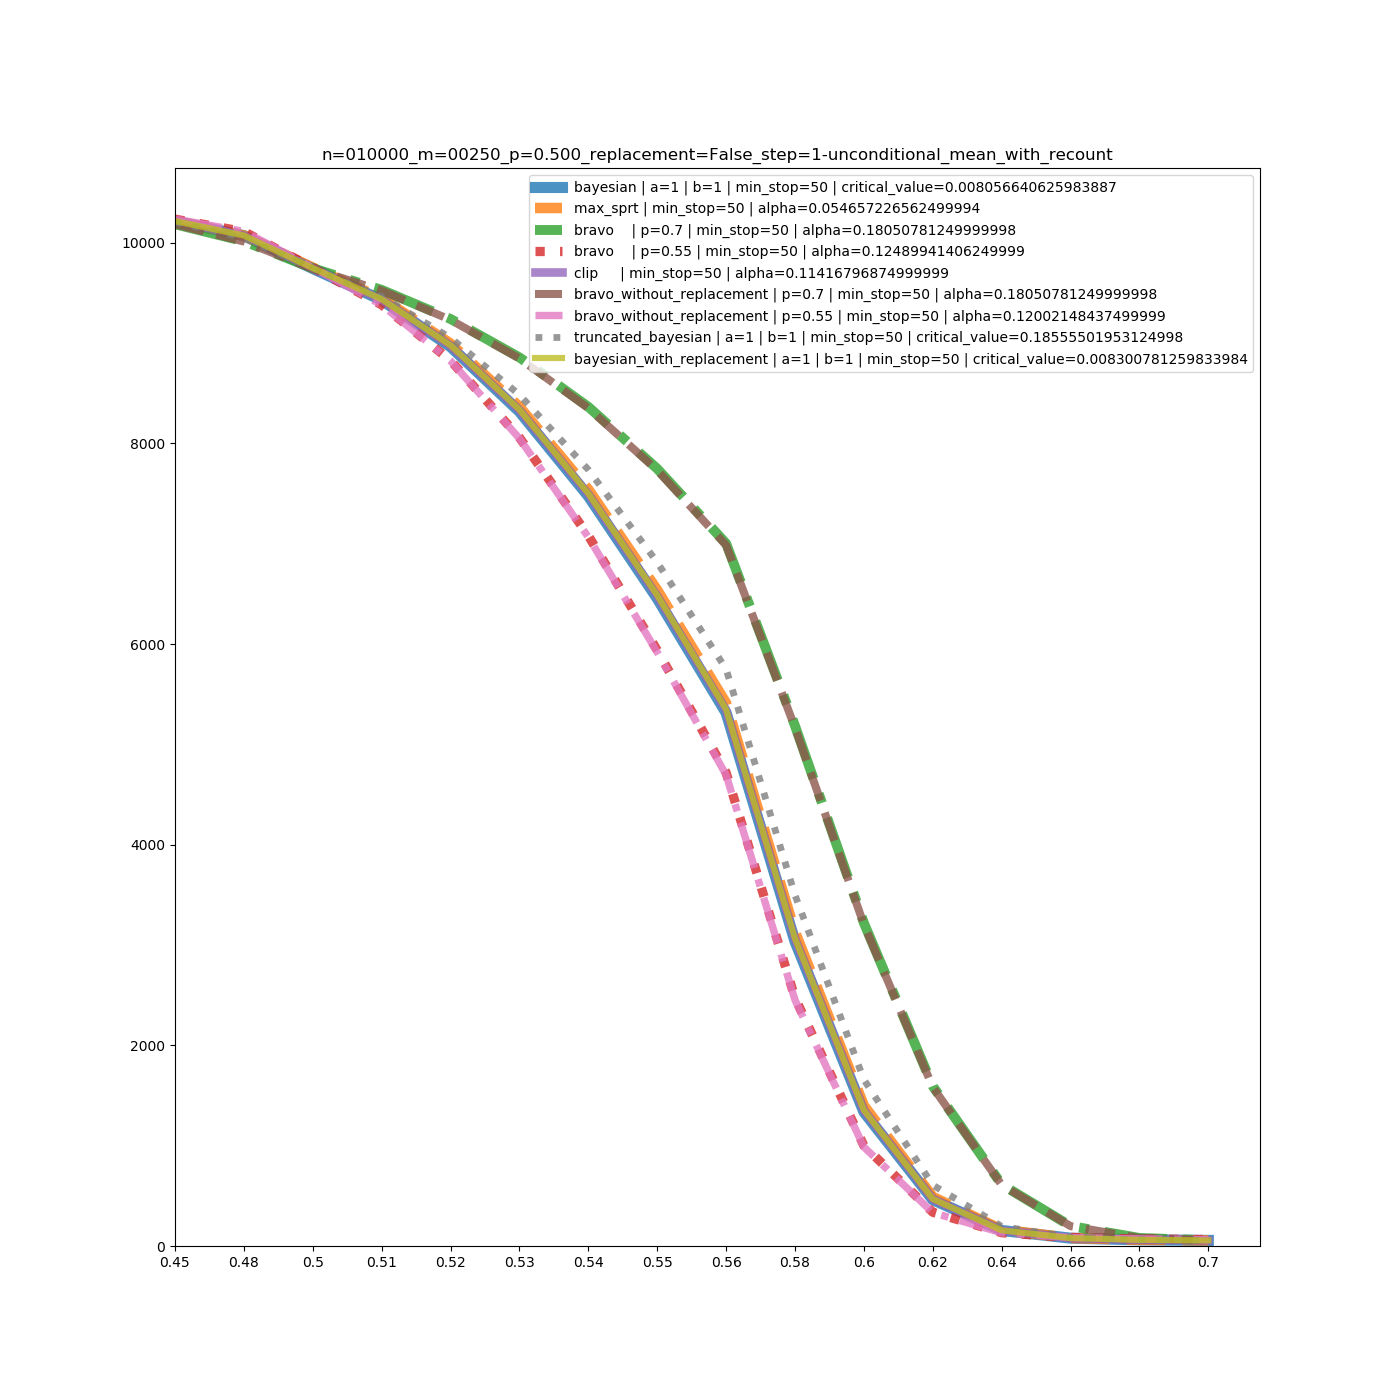 n=010000_m=00250_p=0.500_replacement=False_step=1-unconditional_mean_with_recount
bayesian | a=1 | b=1 | min_stop=50 | critical_value=0.008056640625983887
max_sprt | min_stop=50 | alpha=0.054657226562499994
bravo | p=0.7 | min_stop=50 | alpha=0.18050781249999998
bravo | p=0.55 | min_stop=50 | alpha=0.12489941406249999
clip | min_stop=50 | alpha=0.11416796874999999
bravo_without_replacement | p=0.7 | min_stop=50 | alpha=0.18050781249999998
bravo_without_replacement | p=0.55 | min_stop=50 | alpha=0.12002148437499999
truncated_bayesian | a=1 | b=1 | min_stop=50 | critical_value=0.18555501953124998
bayesian_with_replacement | a=1 | b=1 | min_stop=50 | critical_value=0.008300781259833984
10000
8000
6000
4000
2000
0
0.45 0.48 0.5 0.51 0.52 0.53 0.54 0.55 0.56 0.58 0.6 0.62 0.64 0.66 0.68 0.7